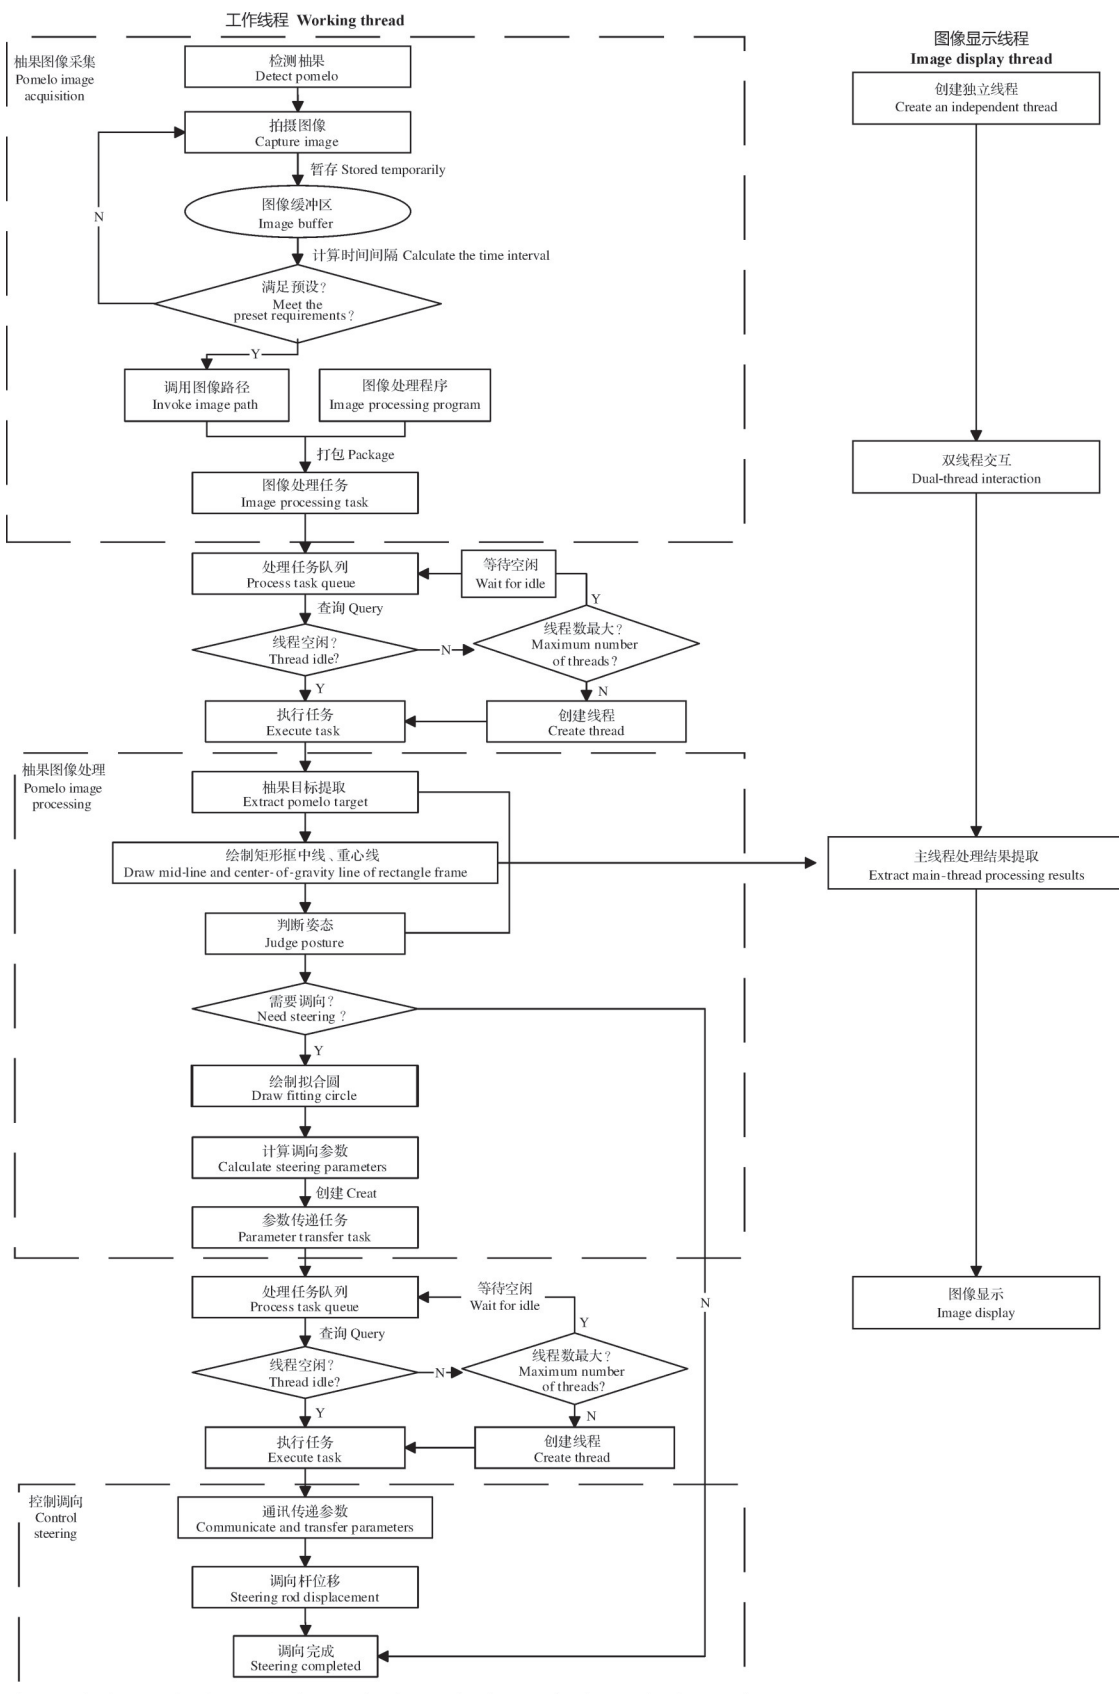 工作线程 Working thread
柚果图像采集
Pomelo image
acquisition
检测柚果
Detect pomelo
拍摄图像
Capture image
暂存 Stored temporarily
N
图像缓冲区
Image buffer
计算时间间隔 Calculate the time interval
满足预设？
Meet the
preset requirements？
Y
调用图像路径
Invoke image path
图像处理程序
Image processing program
打包 Package
图像处理任务
Image processing task
处理任务队列
Process task queue
等待空闲
Wait for idle
查询 Query
Y
线程空闲？
Thread idle?
N
线程数最大？
Maximum number
of threads？
Y
N
执行任务
Execute task
创建线程
Create thread
柚果图像处理
Pomelo image
processing
柚果目标提取
Extract pomelo target
绘制矩形框中线、重心线
Draw mid-line and center-of-gravity line of rectangle frame
判断姿态
Judge posture
需要调向？
Need steering？
Y
绘制拟合圆
Draw fitting circle
计算调向参数
Calculate steering parameters
创建 Creat
参数传递任务
Parameter transfer task
处理任务队列
Process task queue
等待空闲
Wait for idle
N
查询 Query
Y
线程空闲？
Thread idle?
N
线程数最大？
Maximum number
of threads?
Y
N
执行任务
Execute task
创建线程
Create thread
控制调向
Control
steering
通讯传递参数
Communicate and transfer parameters
调向杆位移
Steering rod displacement
调向完成
Steering completed
图像显示线程
Image display thread
创建独立线程
Create an independent thread
双线程交互
Dual-thread interaction
主线程处理结果提取
Extract main-thread processing results
图像显示
Image display